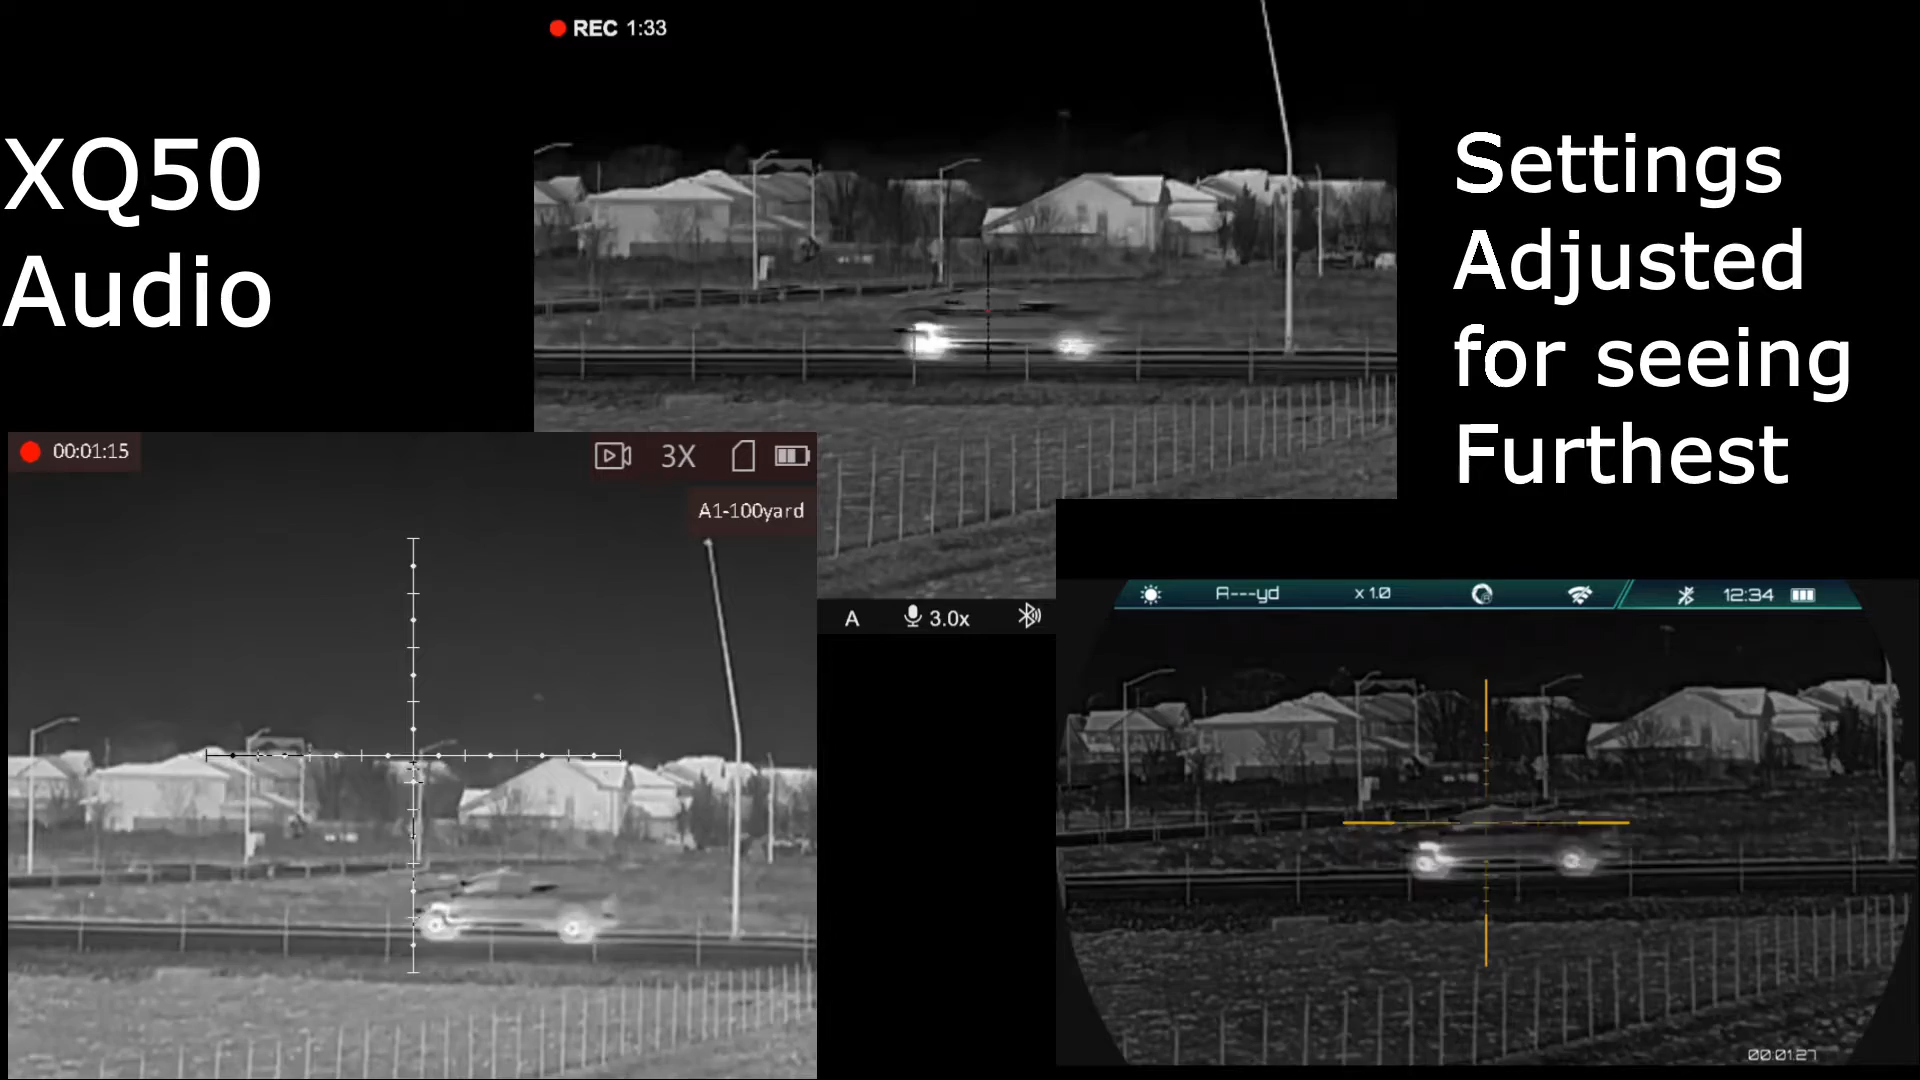 REC 1:33
XQ50
Audio
Settings
Adjusted
for seeing
Furthest
00:01:15
3X
A1-100yard
A 3.0x
A---yd x1.0 12:34
00:01:27